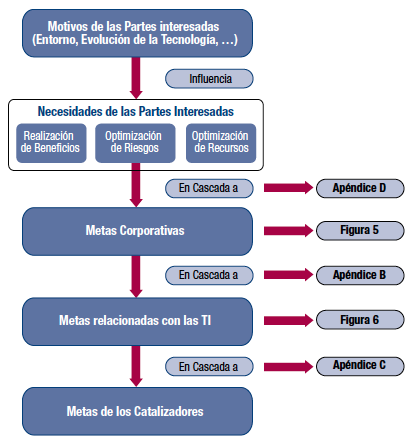 Motivos de las Partes interesadas
(Entorno, Evolución de la Tecnología, …)
Influencia
Necesidades de las Partes Interesadas
Realización
de Beneficios
Optimización
de Riesgos
Optimización
de Recursos
En Cascada a
Apéndice D
Metas Corporativas
Figura 5
En Cascada a
Apéndice B
Metas relacionadas con las TI
Figura 6
En Cascada a
Apéndice C
Metas de los Catalizadores